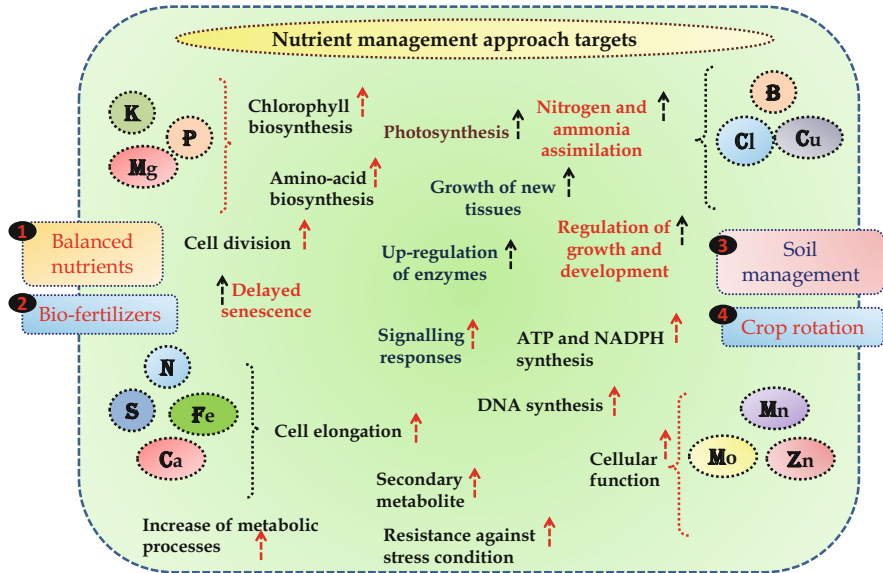 Nutrient management approach targets
K
P
Mg
Chlorophyll
biosynthesis
Photosynthesis
Nitrogen and
ammonia
assimilation
B
Cl
Cu
Amino-acid
biosynthesis
Growth of new
tissues
1
Balanced
nutrients
Cell division
Up-regulation
of enzymes
Regulation of
growth and
development
3
Soil
management
2
Bio-fertilizers
Delayed
senescence
Signalling
responses
ATP and NADPH
synthesis
4
Crop rotation
N
S
Fe
Ca
Cell elongation
DNA synthesis
Cellular
function
Mn
Mo
Zn
Secondary
metabolite
Increase of metabolic
processes
Resistance against
stress condition